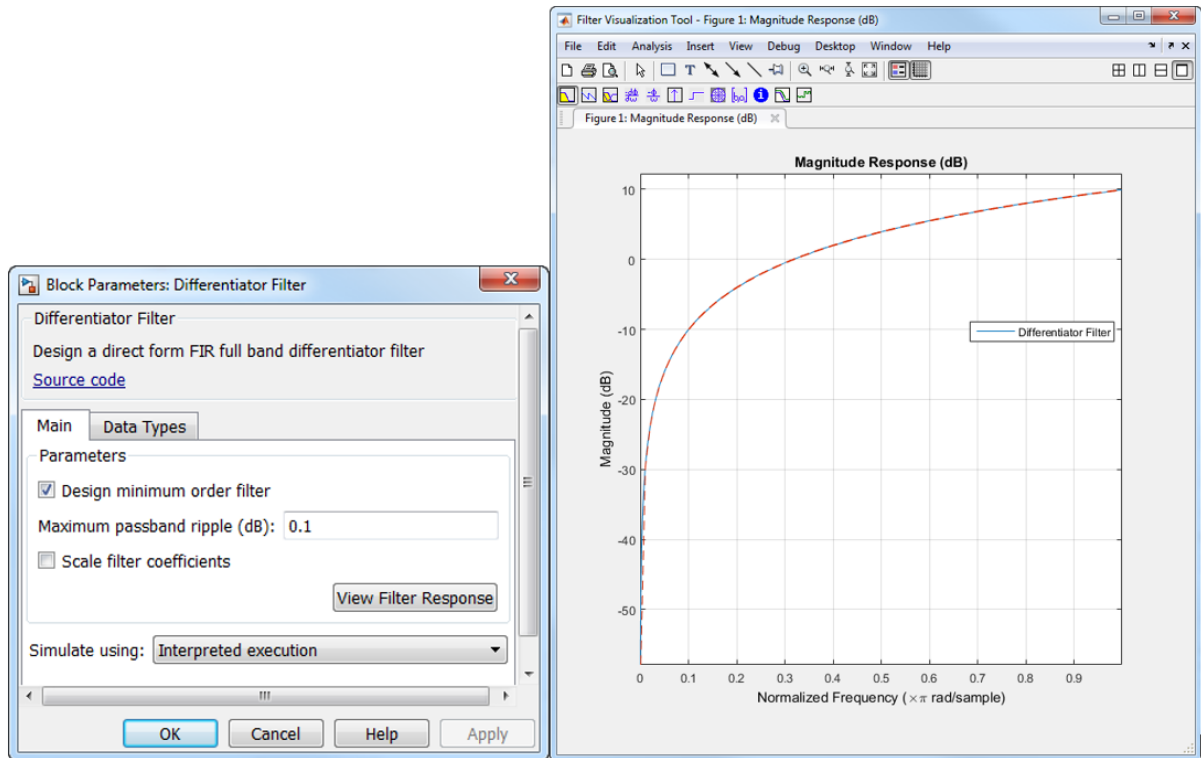 Block Parameters: Differentiator Filter
Differentiator Filter
Design a direct form FIR full band differentiator filter
Source code
Main Data Types
Parameters
Design minimum order filter
Maximum passband ripple (dB): 0.1
Scale filter coefficients
View Filter Response
Simulate using: Interpreted execution
OK Cancel Help Apply
Filter Visualization Tool - Figure 1: Magnitude Response (dB)
File Edit Analysis Insert View Debug Desktop Window Help
Figure 1: Magnitude Response (dB)
Magnitude Response (dB)
Magnitude (dB)
10
0
-10
-20
-30
-40
-50
Differentiator Filter
0 0.1 0.2 0.3 0.4 0.5 0.6 0.7 0.8 0.9
Normalized Frequency (×π rad/sample)